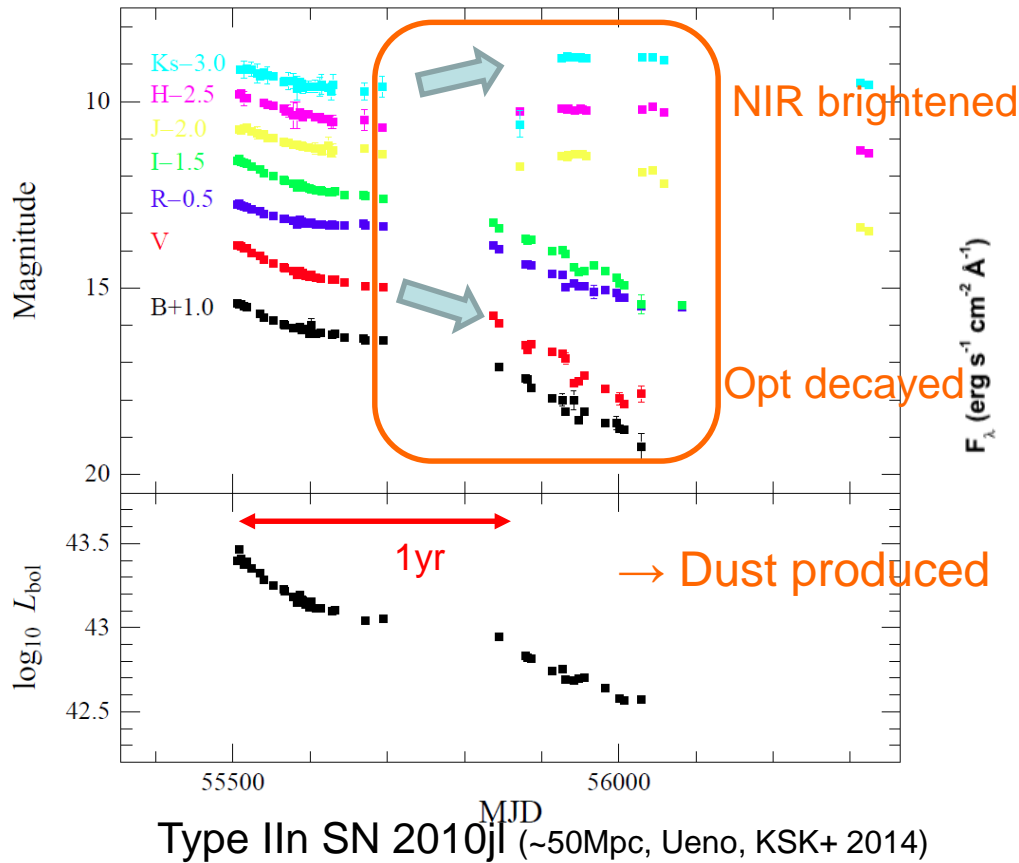 Ks−3.0
H−2.5
J−2.0
I−1.5
R−0.5
V
B+1.0
10
15
20
Magnitude
NIR brightened
Opt decayed
F_λ (erg s⁻¹ cm⁻² Å⁻¹)
1yr
→ Dust produced
43.5
43
42.5
log₁₀ L_bol
55500
56000
MJD
Type IIn SN 2010jl (~50Mpc, Ueno, KSK+ 2014)